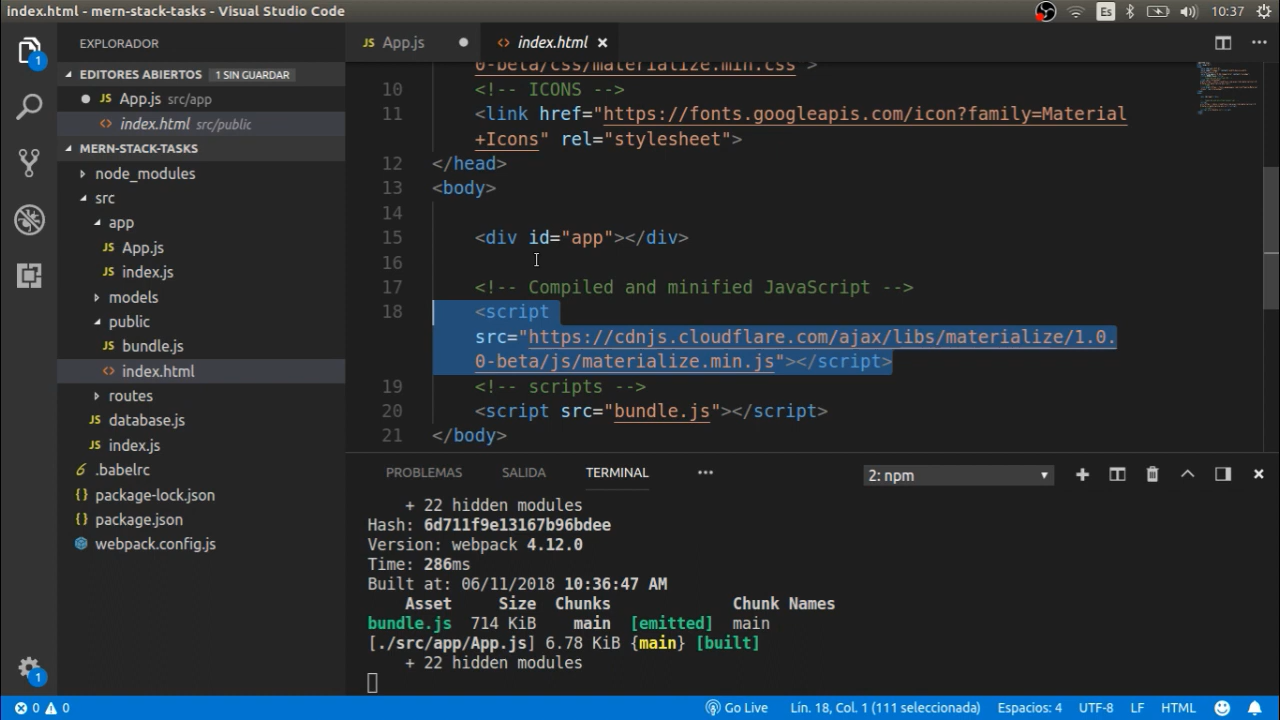 index.html - mern-stack-tasks - Visual Studio Code
Es
10:37
EXPLORADOR
EDITORES ABIERTOS 1 SIN GUARDAR
JS App.js src/app
<> index.html src/public
MERN-STACK-TASKS
node_modules
src
app
JS App.js
JS index.js
models
public
JS bundle.js
<> index.html
routes
JS database.js
JS index.js
.babelrc
{} package-lock.json
{} package.json
webpack.config.js
1
1
JS App.js
<> index.html
0-beta/css/materialize.min.css">
10 <!-- ICONS -->
11 <link href="https://fonts.googleapis.com/icon?family=Material
+Icons" rel="stylesheet">
12 </head>
13 <body>
14
15 <div id="app"></div>
16
17 <!-- Compiled and minified JavaScript -->
18 <script
src="https://cdnjs.cloudflare.com/ajax/libs/materialize/1.0.
0-beta/js/materialize.min.js"></script>
19 <!-- scripts -->
20 <script src="bundle.js"></script>
21 </body>
PROBLEMAS SALIDA TERMINAL ••• 2: npm
+ 22 hidden modules
Hash: 6d711f9e13167b96bdee
Version: webpack 4.12.0
Time: 286ms
Built at: 06/11/2018 10:36:47 AM
Asset Size Chunks Chunk Names
bundle.js 714 KiB main [emitted] main
[./src/app/App.js] 6.78 KiB {main} [built]
+ 22 hidden modules
0 0 Go Live Lín. 18, Col. 1 (111 seleccionada) Espacios: 4 UTF-8 LF HTML